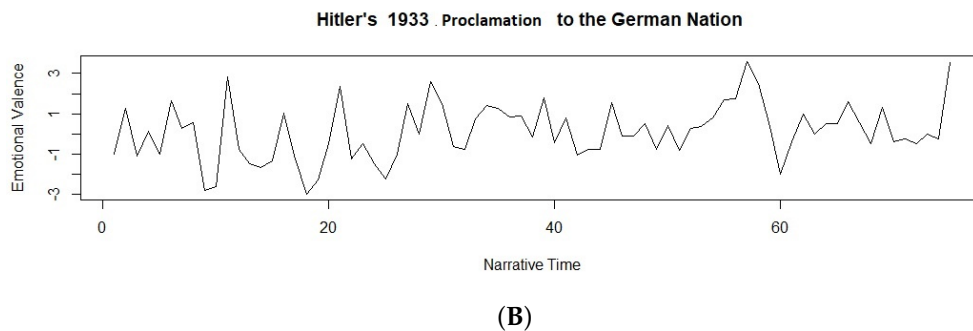 Hitler's 1933 . Proclamation to the German Nation
Emotional Valence
3
1
-1
-3
0 20 40 60
Narrative Time
(B)